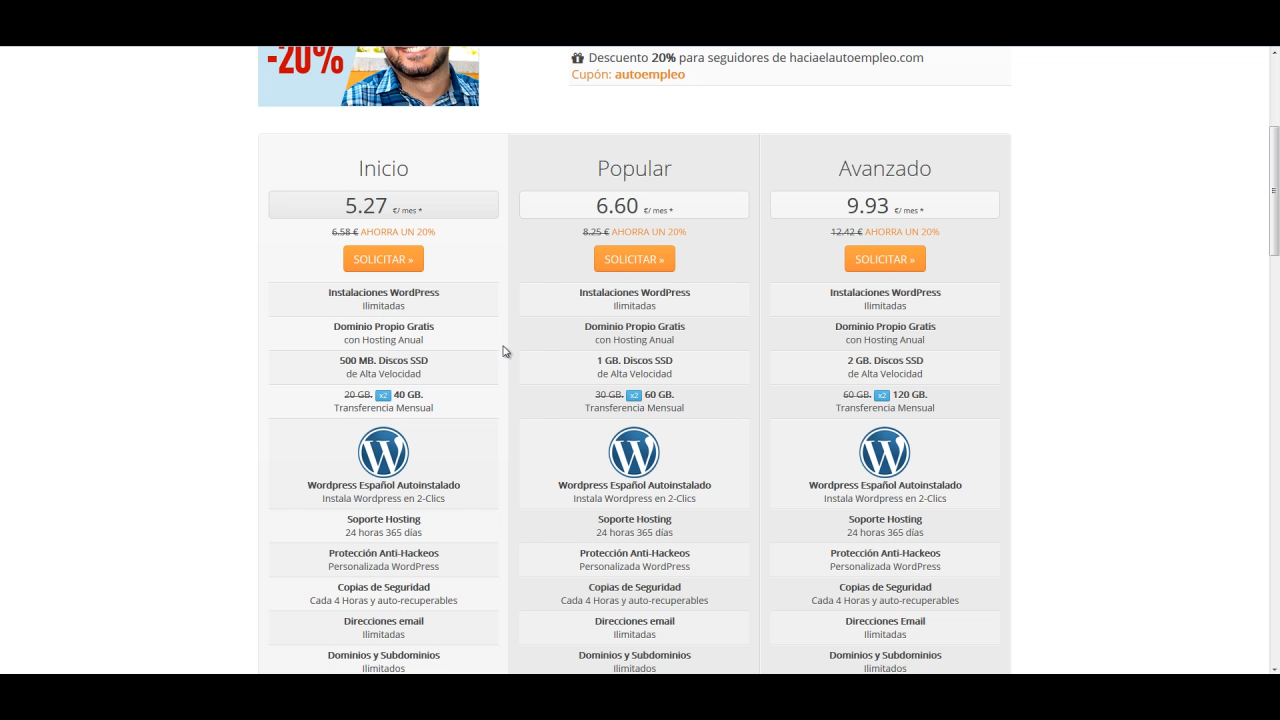 -20%
Descuento 20% para seguidores de haciaelautoempleo.com
Cupón: autoempleo
Inicio
5.27 €/ mes *
6.58 € AHORRA UN 20%
SOLICITAR »
Instalaciones WordPress
Ilimitadas
Dominio Propio Gratis
con Hosting Anual
500 MB. Discos SSD
de Alta Velocidad
20 GB. x2 40 GB.
Transferencia Mensual
Wordpress Español Autoinstalado
Instala Wordpress en 2-Clics
Soporte Hosting
24 horas 365 días
Protección Anti-Hackeos
Personalizada WordPress
Copias de Seguridad
Cada 4 Horas y auto-recuperables
Direcciones email
Ilimitadas
Dominios y Subdominios
Ilimitados
Popular
6.60 €/ mes *
8.25 € AHORRA UN 20%
SOLICITAR »
Instalaciones WordPress
Ilimitadas
Dominio Propio Gratis
con Hosting Anual
1 GB. Discos SSD
de Alta Velocidad
30 GB. x2 60 GB.
Transferencia Mensual
Wordpress Español Autoinstalado
Instala Wordpress en 2-Clics
Soporte Hosting
24 horas 365 días
Protección Anti-Hackeos
Personalizada WordPress
Copias de Seguridad
Cada 4 Horas y auto-recuperables
Direcciones email
Ilimitadas
Dominios y Subdominios
Ilimitados
Avanzado
9.93 €/ mes *
12.42 € AHORRA UN 20%
SOLICITAR »
Instalaciones WordPress
Ilimitadas
Dominio Propio Gratis
con Hosting Anual
2 GB. Discos SSD
de Alta Velocidad
60 GB. x2 120 GB.
Transferencia Mensual
Wordpress Español Autoinstalado
Instala Wordpress en 2-Clics
Soporte Hosting
24 horas 365 días
Protección Anti-Hackeos
Personalizada WordPress
Copias de Seguridad
Cada 4 Horas y auto-recuperables
Direcciones Email
Ilimitadas
Dominios y Subdominios
Ilimitados